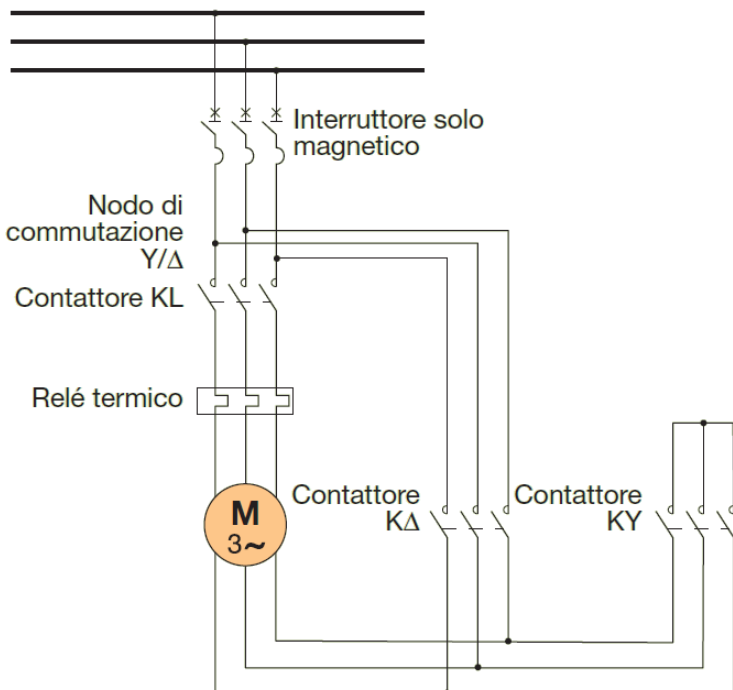 Interruttore solo
magnetico
Nodo di
commutazione
Y/Δ
Contattore KL
Relé termico
M
3~
Contattore
KΔ
Contattore
KY